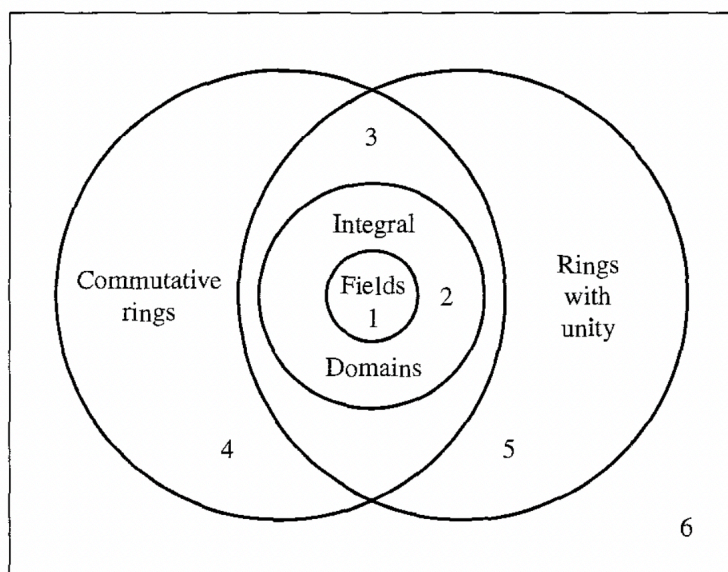 3
Integral
Commutative
rings
Fields
1
2
Rings
with
unity
Domains
4
5
6